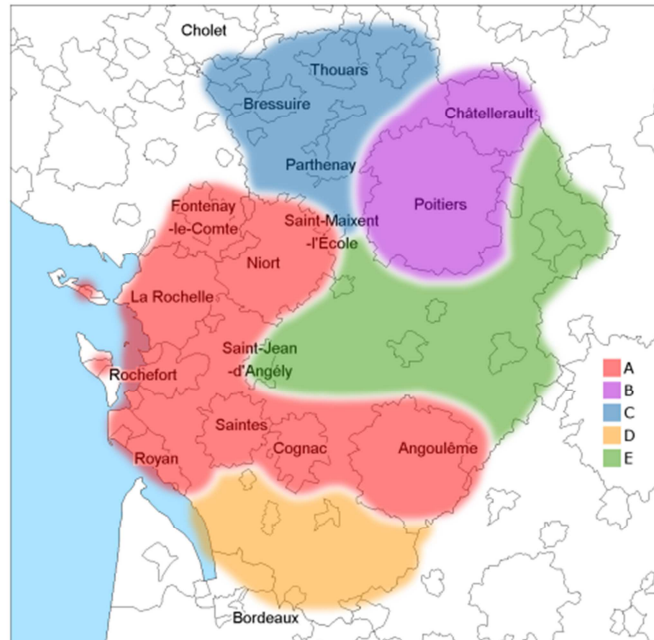 Cholet
Thouars
Bressuire
Châtellerault
Parthenay
Poitiers
Fontenay
-le-Comte
Saint-Maixent
-l'École
Niort
La Rochelle
Saint-Jean
-d'Angély
Rochefort
Saintes
Cognac
Angoulême
Royan
Bordeaux
A
B
C
D
E